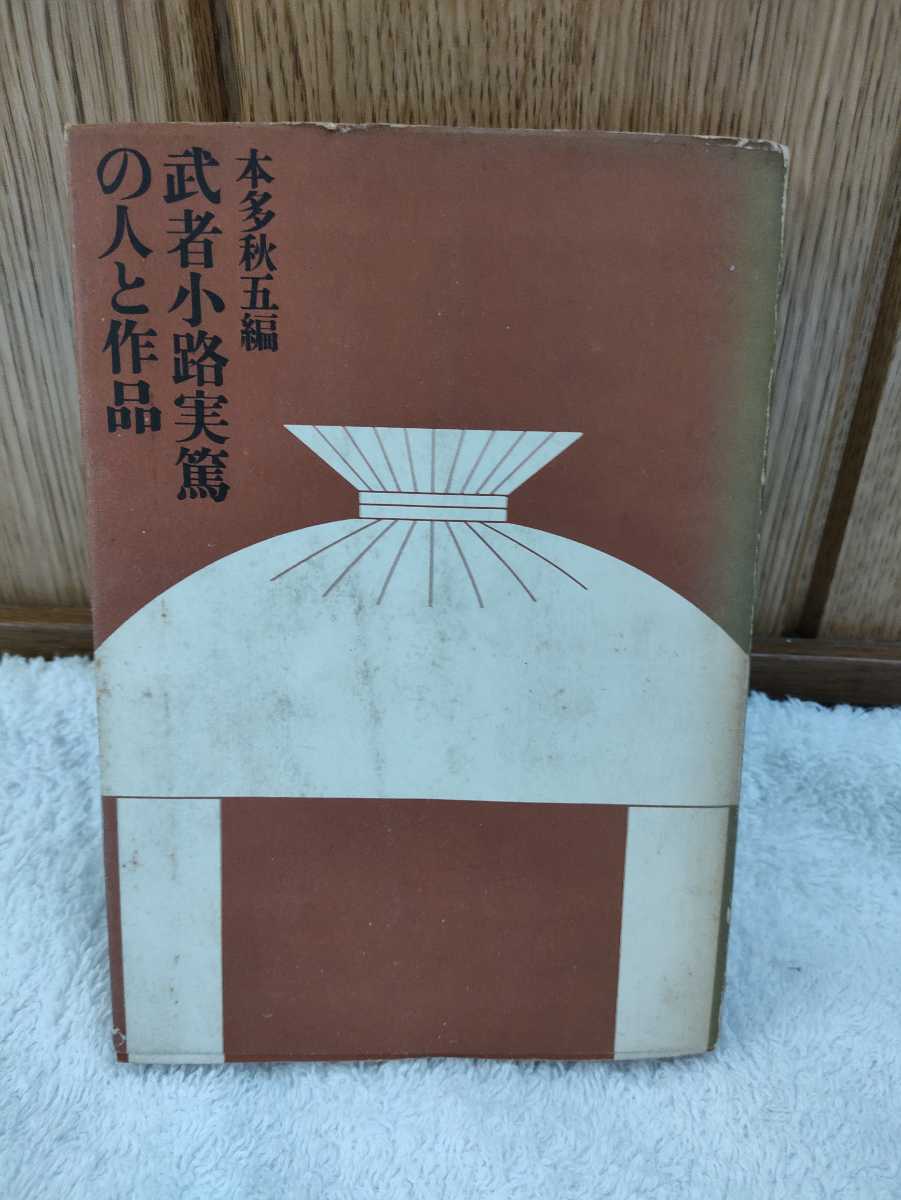 本多秋五編
武者小路実篤
の人と作品